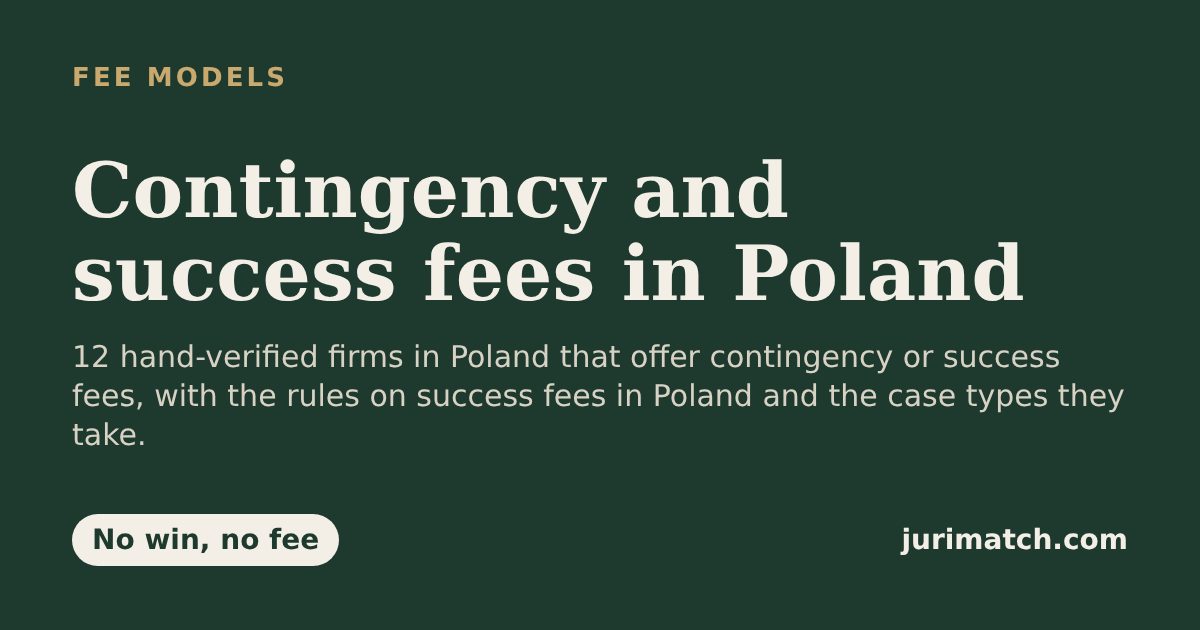 FEE MODELS
Contingency and
success fees in Poland
12 hand-verified firms in Poland that offer contingency or success
fees, with the rules on success fees in Poland and the case types they
take.
No win, no fee
jurimatch.com